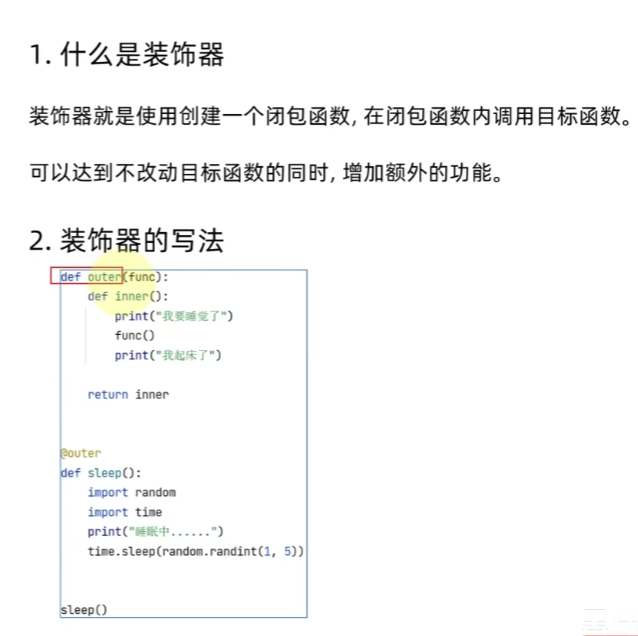 1. 什么是装饰器
装饰器就是使用创建一个闭包函数, 在闭包函数内调用目标函数。
可以达到不改动目标函数的同时, 增加额外的功能。
2. 装饰器的写法
def outer(func):
    def inner():
        print("我要睡觉了")
        func()
        print("我起床了")
    return inner
@outer
def sleep():
    import random
    import time
    print("睡眠中......")
    time.sleep(random.randint(1, 5))
sleep()